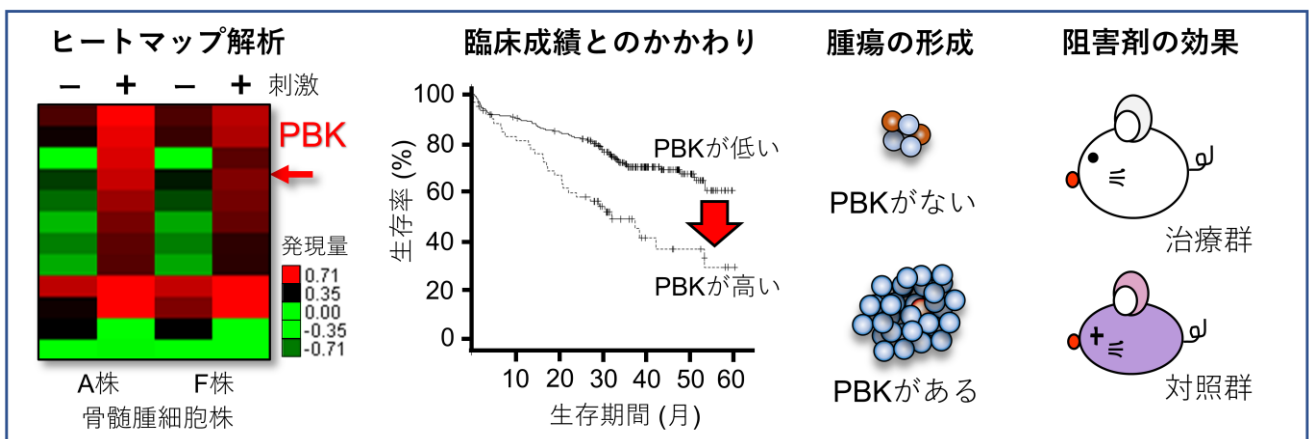 ヒートマップ解析
− + − + 刺激
PBK
発現量
0.71
0.35
0.00
-0.35
-0.71
A株 F株
骨髄腫細胞株
臨床成績とのかかわり
生存率 (%)
100
80
60
40
20
0
PBKが低い
PBKが高い
10 20 30 40 50 60
生存期間 (月)
腫瘍の形成
PBKがない
PBKがある
阻害剤の効果
治療群
対照群